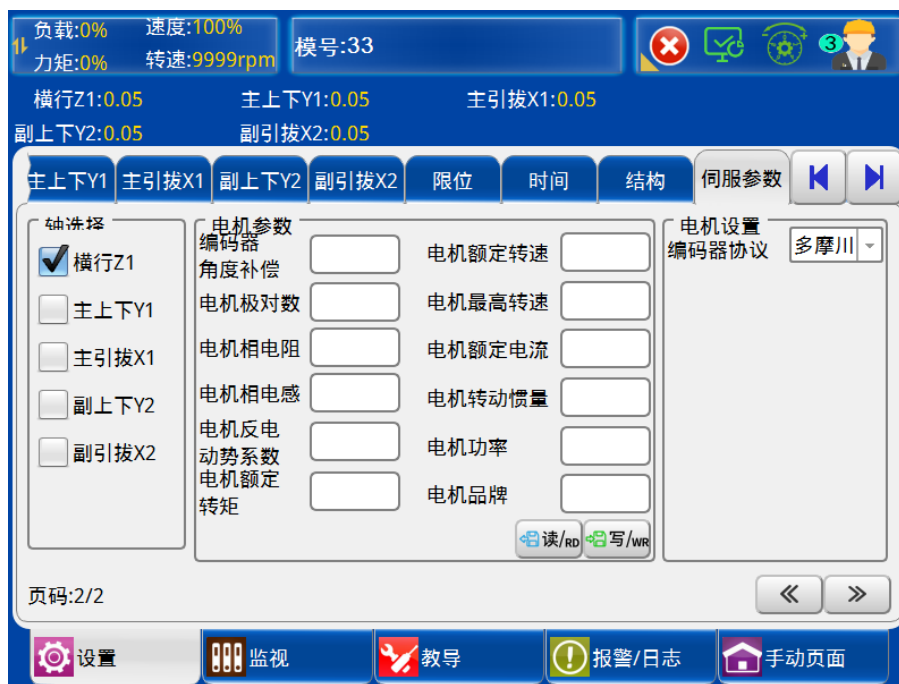 负载:0% 速度:100%
模号:33
3
力矩:0% 转速:9999rpm
横行Z1:0.05 主上下Y1:0.05 主引拔X1:0.05
副上下Y2:0.05 副引拔X2:0.05
主上下Y1 主引拔X1 副上下Y2 副引拔X2 限位 时间 结构 伺服参数
轴选择
横行Z1
主上下Y1
主引拔X1
副上下Y2
副引拔X2
电机参数
编码器
角度补偿
电机极对数
电机相电阻
电机相电感
电机反电
动势系数
电机额定
转矩
电机额定转速
电机最高转速
电机额定电流
电机转动惯量
电机功率
电机品牌
读/RD 写/WR
电机设置
编码器协议 多摩川
页码:2/2
设置 监视 教导 报警/日志 手动页面